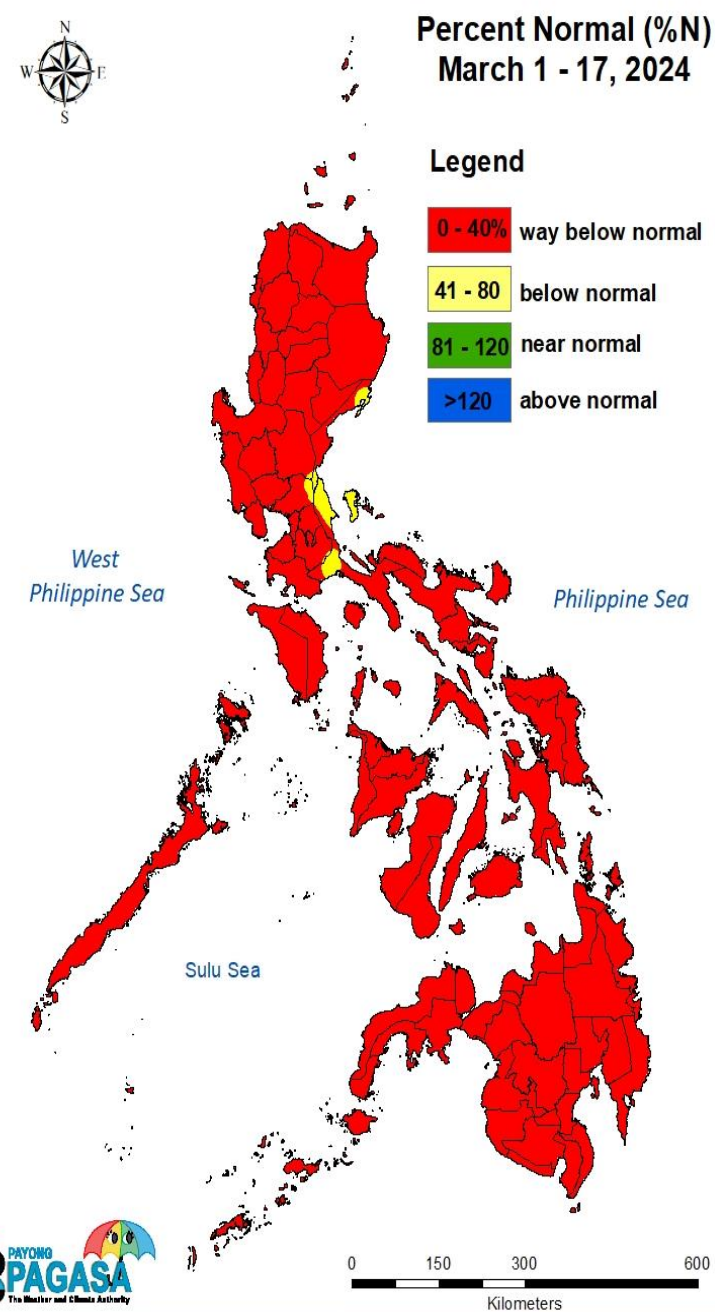 Percent Normal (%N)
March 1 - 17, 2024
N
W E
S
Legend
0 - 40% way below normal
41 - 80 below normal
81 - 120 near normal
>120 above normal
West
Philippine Sea
Philippine Sea
Sulu Sea
PAYONG
PAGASA
The Weather and Climate Authority
0 150 300 600
Kilometers